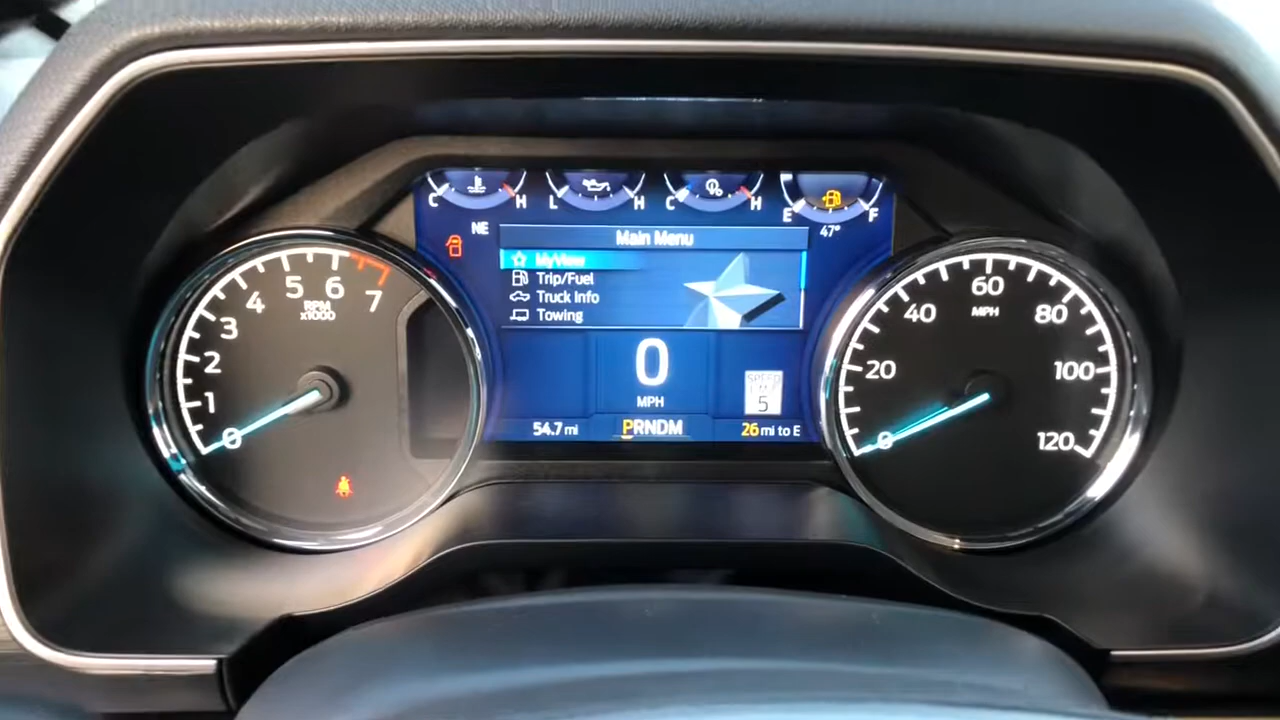 C H L H C H E F
NE
47°
Main Menu
MyView
Trip/Fuel
Truck Info
Towing
0
MPH
SPEED
LIMIT
5
54.7 mi
PRNDM
26 mi to E
0 1 2 3 4 5 6 7
RPM
x1000
0 20 40 60 80 100 120
MPH